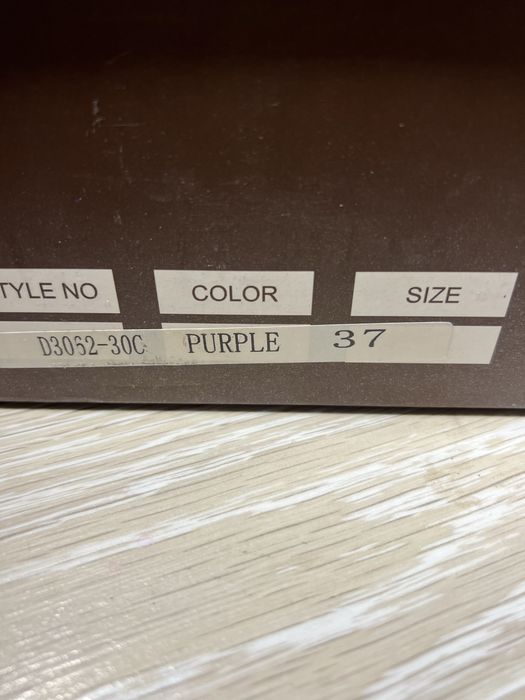 TYLE NO COLOR SIZE
D3062-30C PURPLE 37